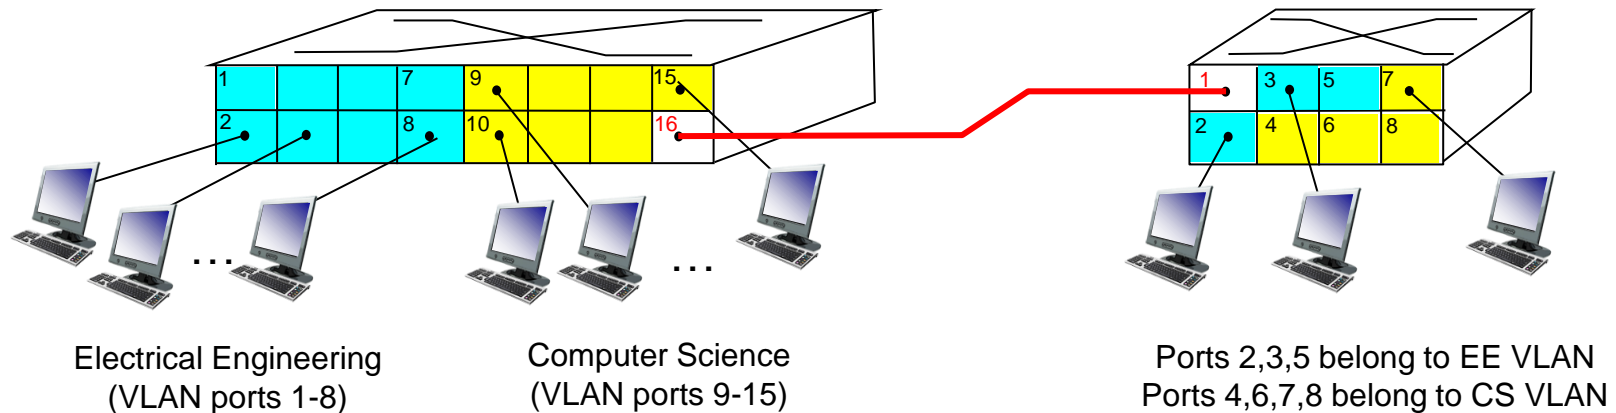 1 7 9 15
2 8 10 16
1 3 5 7
2 4 6 8
... ...
Electrical Engineering
(VLAN ports 1-8)
Computer Science
(VLAN ports 9-15)
Ports 2,3,5 belong to EE VLAN
Ports 4,6,7,8 belong to CS VLAN